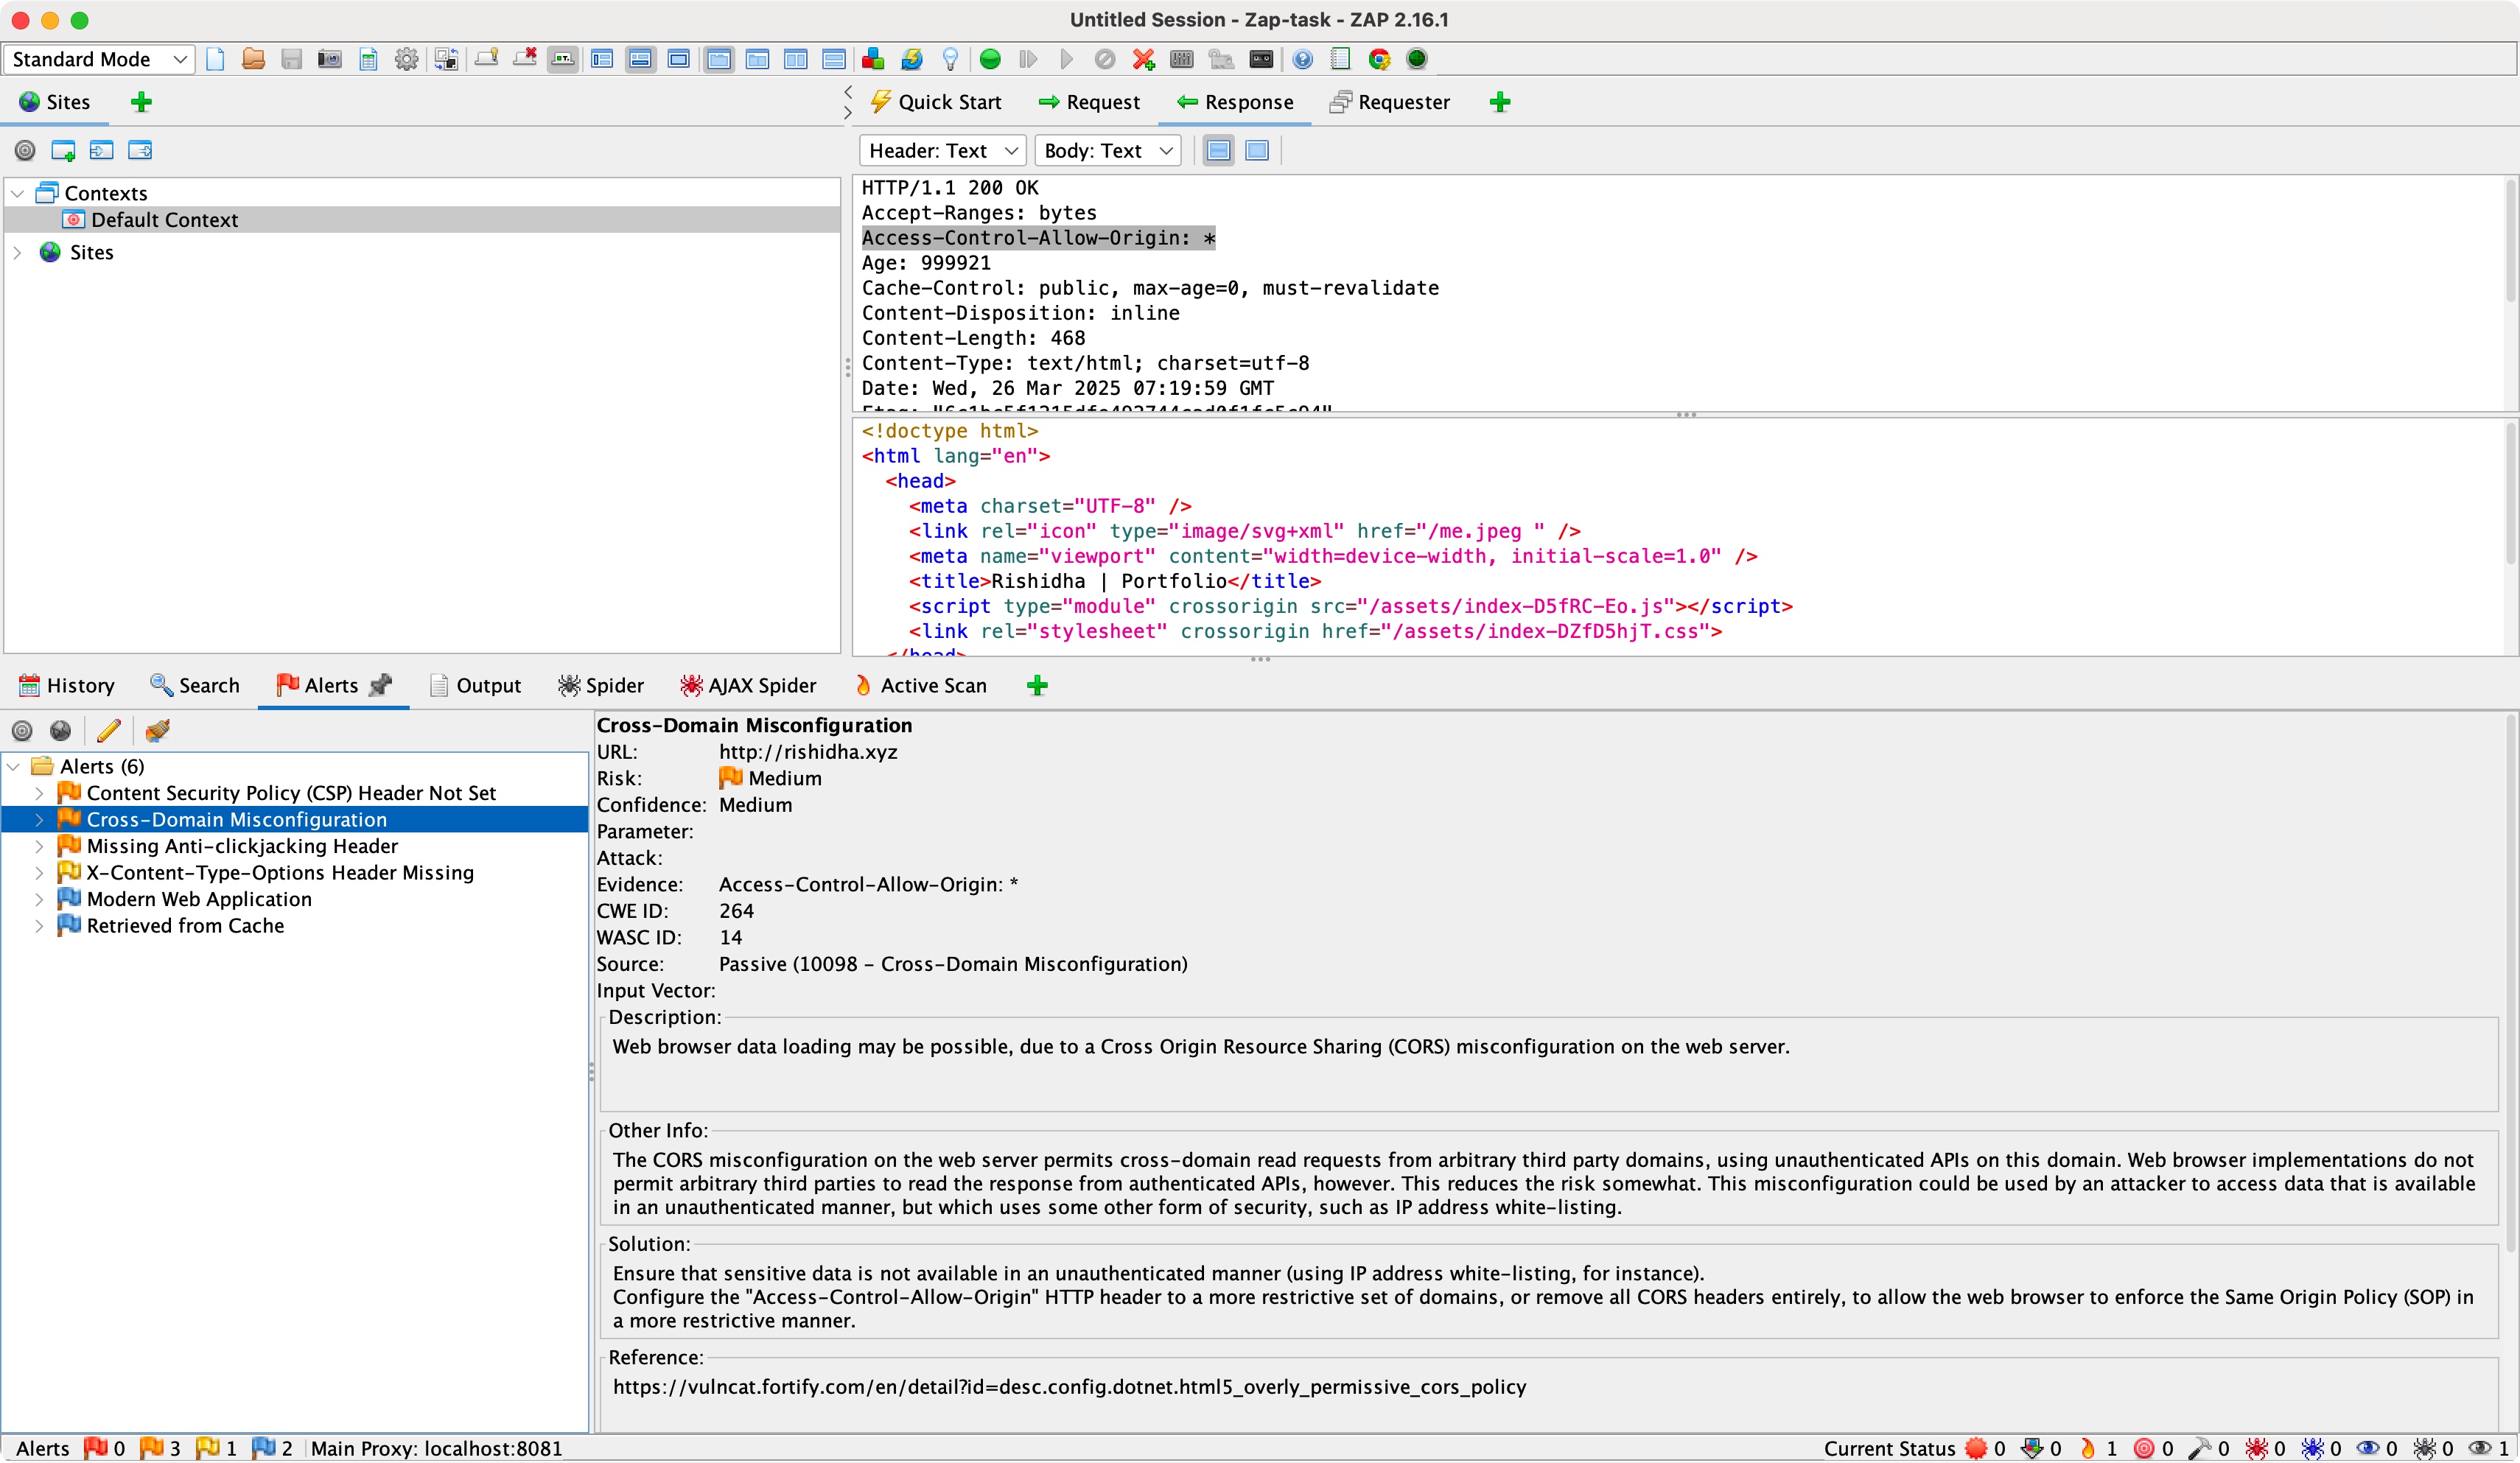 Untitled Session - Zap-task - ZAP 2.16.1
Standard Mode
Sites
Quick Start
Request
Response
Requester
Header: Text
Body: Text
Contexts
Default Context
Sites
HTTP/1.1 200 OK
Accept-Ranges: bytes
Access-Control-Allow-Origin: *
Age: 999921
Cache-Control: public, max-age=0, must-revalidate
Content-Disposition: inline
Content-Length: 468
Content-Type: text/html; charset=utf-8
Date: Wed, 26 Mar 2025 07:19:59 GMT
<!doctype html>
<html lang="en">
<head>
<meta charset="UTF-8" />
<link rel="icon" type="image/svg+xml" href="/me.jpeg " />
<meta name="viewport" content="width=device-width, initial-scale=1.0" />
<title>Rishidha | Portfolio</title>
<script type="module" crossorigin src="/assets/index-D5fRC-Eo.js"></script>
<link rel="stylesheet" crossorigin href="/assets/index-DZfD5hjT.css">
</head>
History
Search
Alerts
Output
Spider
AJAX Spider
Active Scan
Alerts (6)
Content Security Policy (CSP) Header Not Set
Cross-Domain Misconfiguration
Missing Anti-clickjacking Header
X-Content-Type-Options Header Missing
Modern Web Application
Retrieved from Cache
Cross-Domain Misconfiguration
URL: http://rishidha.xyz
Risk: Medium
Confidence: Medium
Parameter:
Attack:
Evidence: Access-Control-Allow-Origin: *
CWE ID: 264
WASC ID: 14
Source: Passive (10098 - Cross-Domain Misconfiguration)
Input Vector:
Description:
Web browser data loading may be possible, due to a Cross Origin Resource Sharing (CORS) misconfiguration on the web server.
Other Info:
The CORS misconfiguration on the web server permits cross-domain read requests from arbitrary third party domains, using unauthenticated APIs on this domain. Web browser implementations do not
permit arbitrary third parties to read the response from authenticated APIs, however. This reduces the risk somewhat. This misconfiguration could be used by an attacker to access data that is available
in an unauthenticated manner, but which uses some other form of security, such as IP address white-listing.
Solution:
Ensure that sensitive data is not available in an unauthenticated manner (using IP address white-listing, for instance).
Configure the "Access-Control-Allow-Origin" HTTP header to a more restrictive set of domains, or remove all CORS headers entirely, to allow the web browser to enforce the Same Origin Policy (SOP) in
a more restrictive manner.
Reference:
https://vulncat.fortify.com/en/detail?id=desc.config.dotnet.html5_overly_permissive_cors_policy
Alerts 0 3 1 2 Main Proxy: localhost:8081
Current Status 0 0 1 0 0 0 0 0 0 1